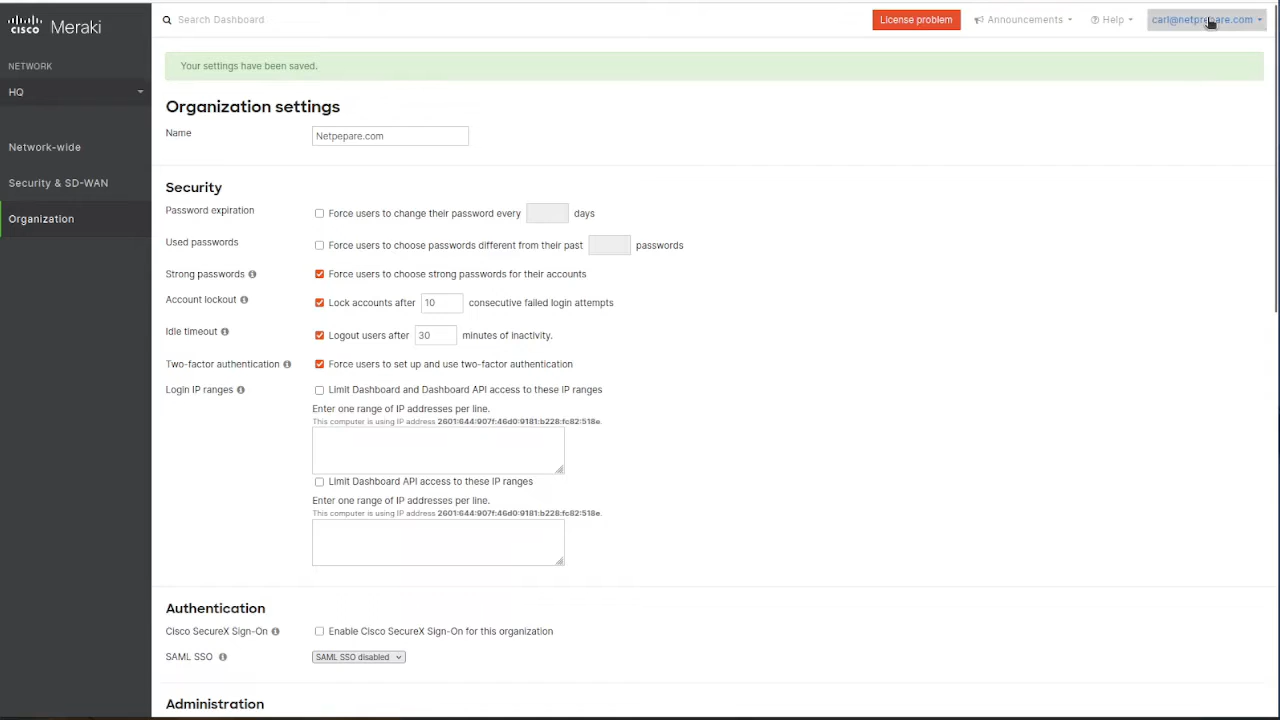 cisco Meraki
Search Dashboard
License problem
Announcements
Help
carl@netprepare.com
NETWORK
HQ
Network-wide
Security & SD-WAN
Organization
Your settings have been saved.
Organization settings
Name
Netpepare.com
Security
Password expiration
Force users to change their password every days
Used passwords
Force users to choose passwords different from their past passwords
Strong passwords
Force users to choose strong passwords for their accounts
Account lockout
Lock accounts after 10 consecutive failed login attempts
Idle timeout
Logout users after 30 minutes of inactivity.
Two-factor authentication
Force users to set up and use two-factor authentication
Login IP ranges
Limit Dashboard and Dashboard API access to these IP ranges
Enter one range of IP addresses per line.
This computer is using IP address 2601:644:907f:46d0:9181:b228:fc82:518e.
Limit Dashboard API access to these IP ranges
Enter one range of IP addresses per line.
This computer is using IP address 2601:644:907f:46d0:9181:b228:fc82:518e.
Authentication
Cisco SecureX Sign-On
Enable Cisco SecureX Sign-On for this organization
SAML SSO
SAML SSO disabled
Administration